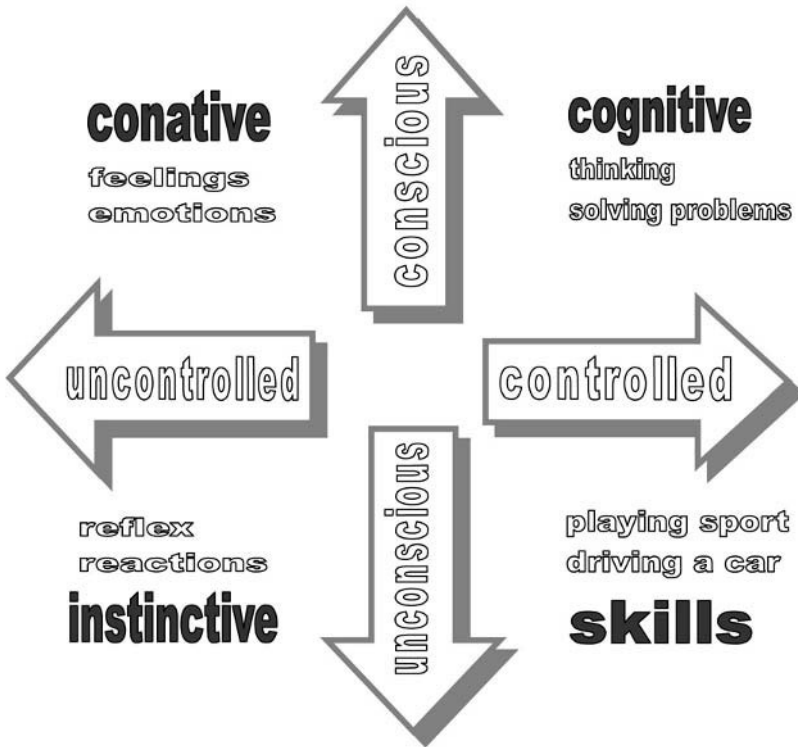 conscious
conative
feelings
emotions
cognitive
thinking
solving problems
uncontrolled
controlled
unconscious
reflex
reactions
instinctive
playing sport
driving a car
skills